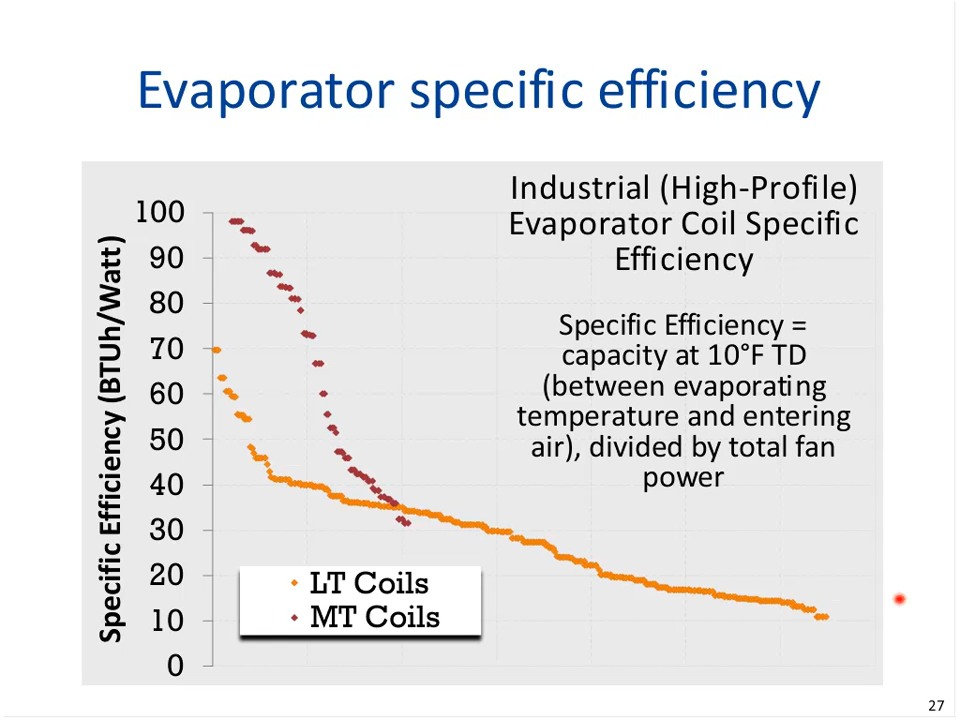 Evaporator specific efficiency
Industrial (High-Profile)
Evaporator Coil Specific
Efficiency
Specific Efficiency =
capacity at 10°F TD
(between evaporating
temperature and entering
air), divided by total fan
power
Specific Efficiency (BTUh/Watt)
100
90
80
70
60
50
40
30
20
10
0
LT Coils
MT Coils
27